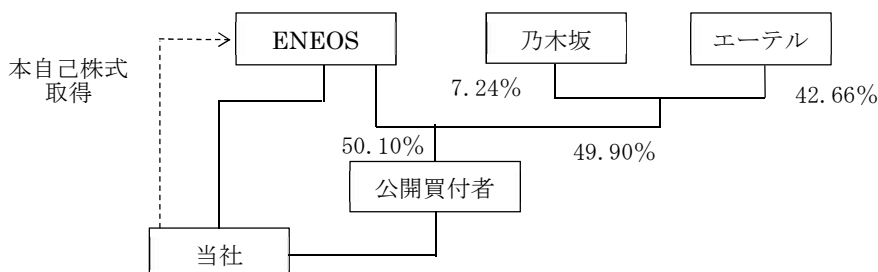 ENEOS
乃木坂
エーテル
本自己株式
取得
7.24%
42.66%
50.10%
49.90%
公開買付者
当社